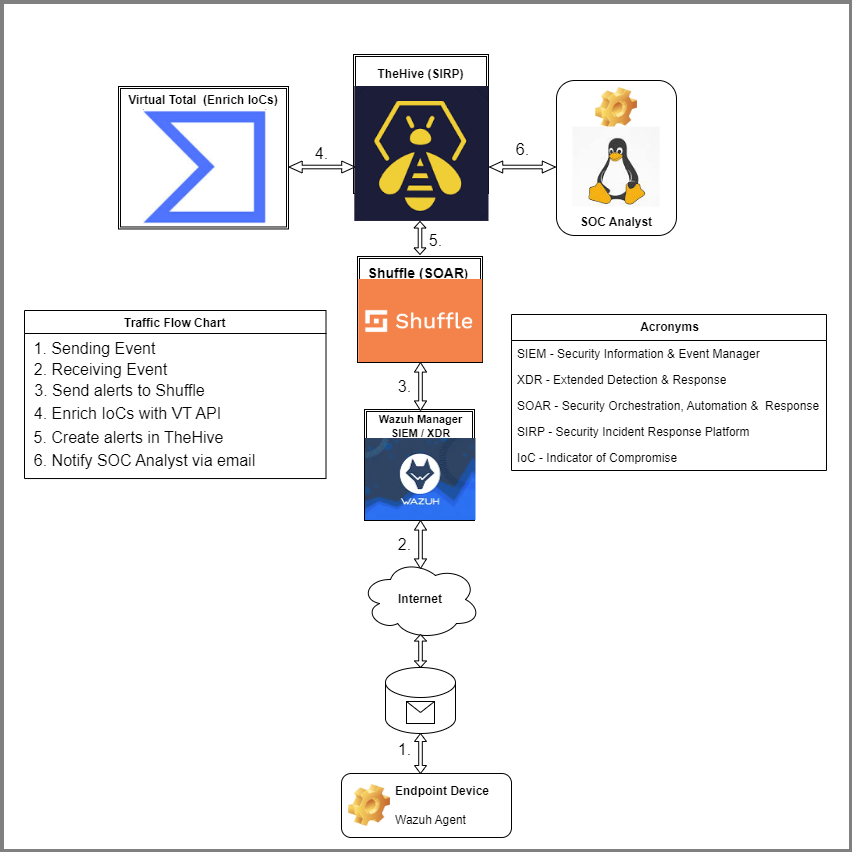 TheHive (SIRP)
Virtual Total (Enrich IoCs)
4.
6.
SOC Analyst
5.
Shuffle (SOAR)
Shuffle
Traffic Flow Chart
1. Sending Event
2. Receiving Event
3. Send alerts to Shuffle
4. Enrich IoCs with VT API
5. Create alerts in TheHive
6. Notify SOC Analyst via email
Acronyms
SIEM - Security Information & Event Manager
XDR - Extended Detection & Response
SOAR - Security Orchestration, Automation & Response
SIRP - Security Incident Response Platform
IoC - Indicator of Compromise
3.
Wazuh Manager
SIEM / XDR
WAZUH
2.
Internet
1.
Endpoint Device
Wazuh Agent